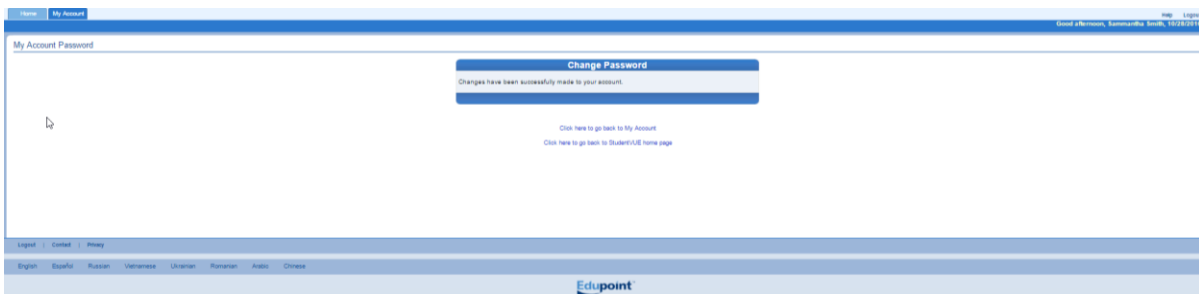 Home My Account
Help Logout
Good afternoon, Sammantha Smith, 10/28/2016
My Account Password
Change Password
Changes have been successfully made to your account.
Click here to go back to My Account
Click here to go back to StudentVUE home page
Logout | Contact | Privacy
English Español Russian Vietnamese Ukranian Romanian Arabic Chinese
Edupoint